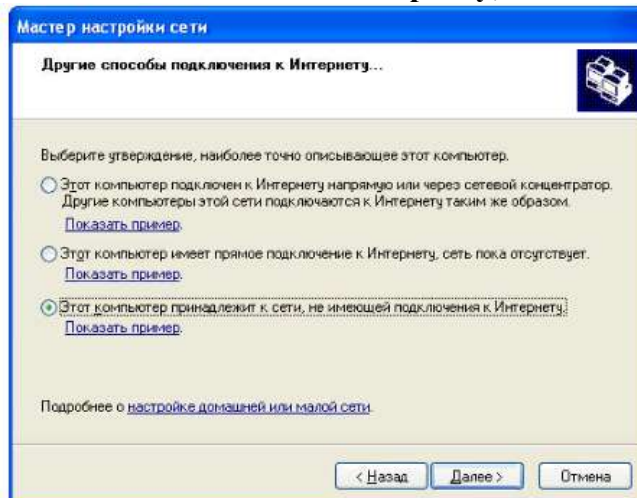 Мастер настройки сети
Другие способы подключения к Интернету...
Выберите утверждение, наиболее точно описывающее этот компьютер.
Этот компьютер подключен к Интернету напрямую или через сетевой концентратор.
Другие компьютеры этой сети подключаются к Интернету таким же образом.
Показать пример.
Этот компьютер имеет прямое подключение к Интернету, сеть пока отсутствует.
Показать пример.
Этот компьютер принадлежит к сети, не имеющей подключения к Интернету.
Показать пример.
Подробнее о настройке домашней или малой сети.
< Назад Далее > Отмена